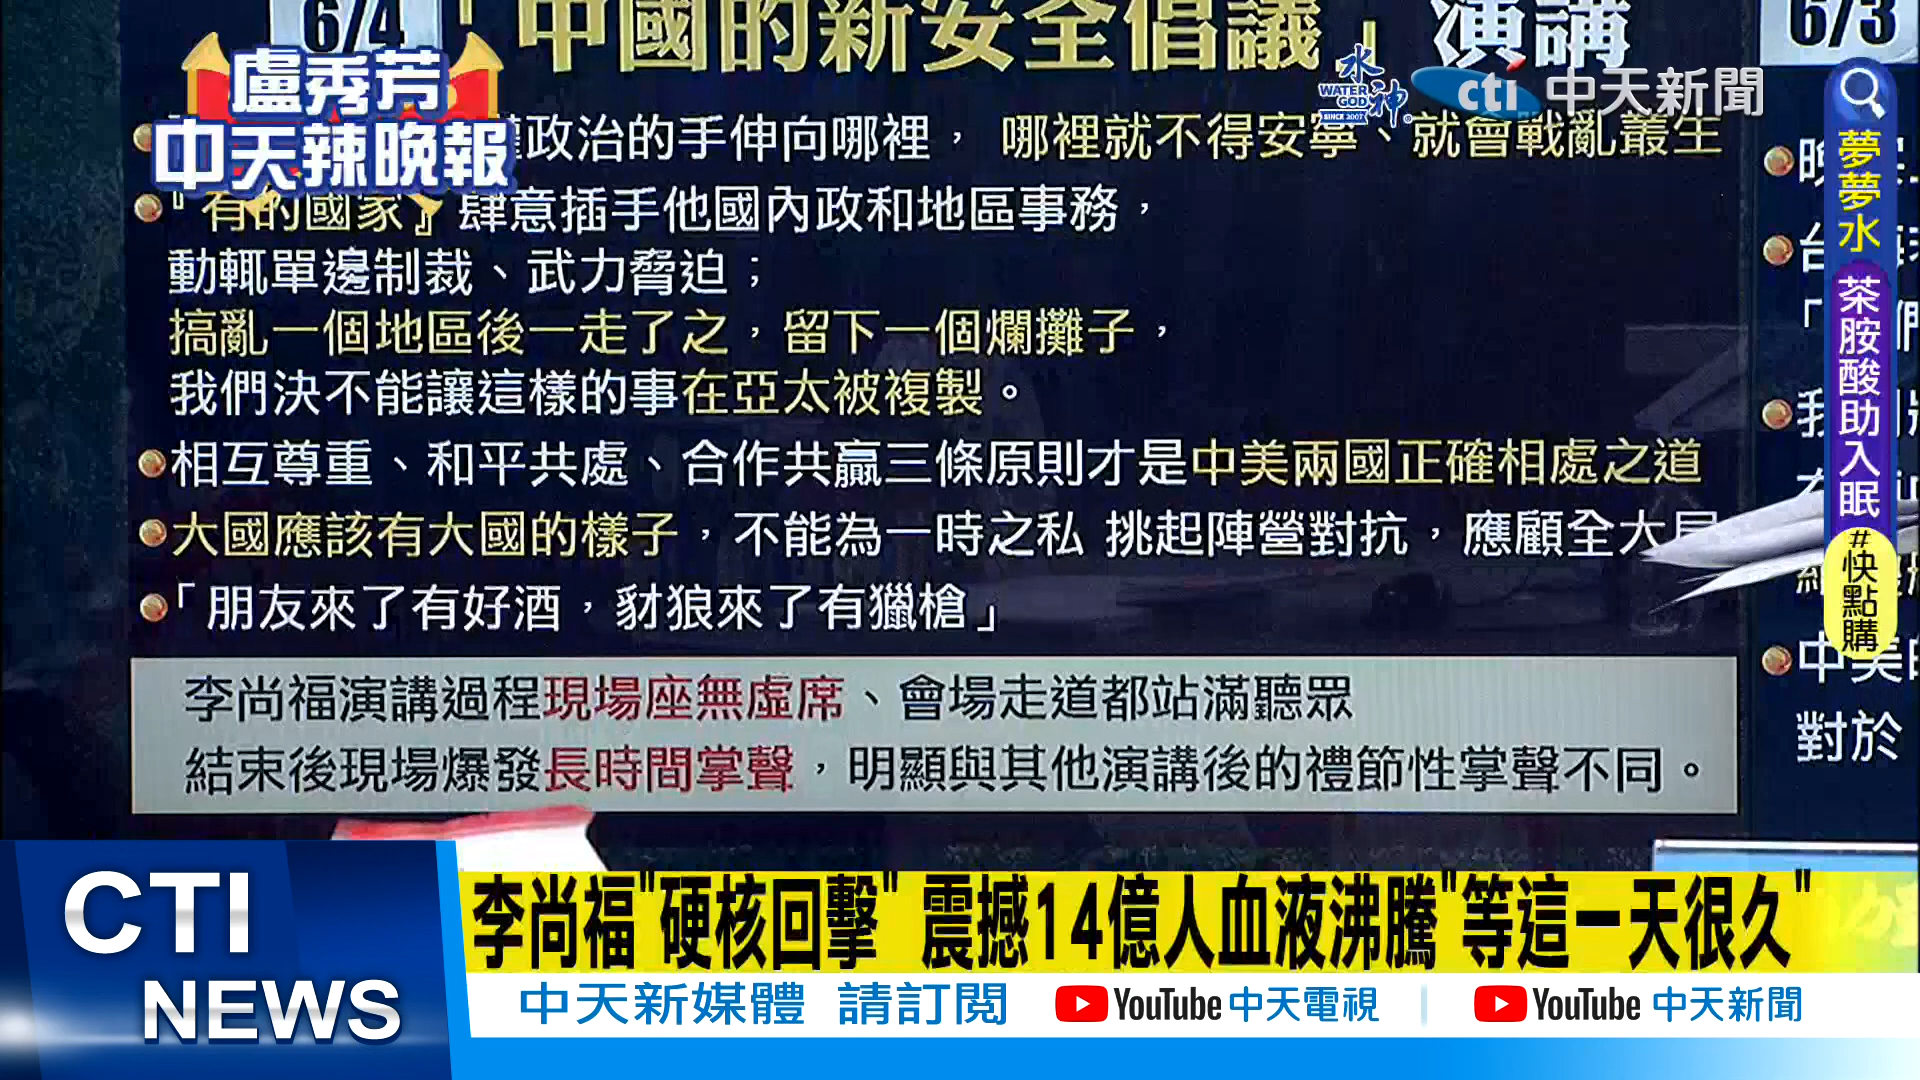 6/4
「中國的新安全倡議」演講
6/3
盧秀芳
中天辣晚報
水神
WATER GOD
SINCE 2007
cti 中天新聞
政治的手伸向哪裡，哪裡就不得安寧、就會戰亂叢生
『有的國家』肆意插手他國內政和地區事務，
動輒單邊制裁、武力脅迫；
搞亂一個地區後一走了之，留下一個爛攤子，
我們決不能讓這樣的事在亞太被複製。
相互尊重、和平共處、合作共贏三條原則才是中美兩國正確相處之道
大國應該有大國的樣子，不能為一時之私 挑起陣營對抗，應顧全大局
「朋友來了有好酒，豺狼來了有獵槍」
李尚福演講過程現場座無虛席、會場走道都站滿聽眾
結束後現場爆發長時間掌聲，明顯與其他演講後的禮節性掌聲不同。
中美
對於
夢夢水
茶胺酸助入眠
#快點購
CTI
NEWS
李尚福"硬核回擊" 震撼14億人血液沸騰"等這一天很久"
中天新媒體 請訂閱 YouTube 中天電視 YouTube 中天新聞